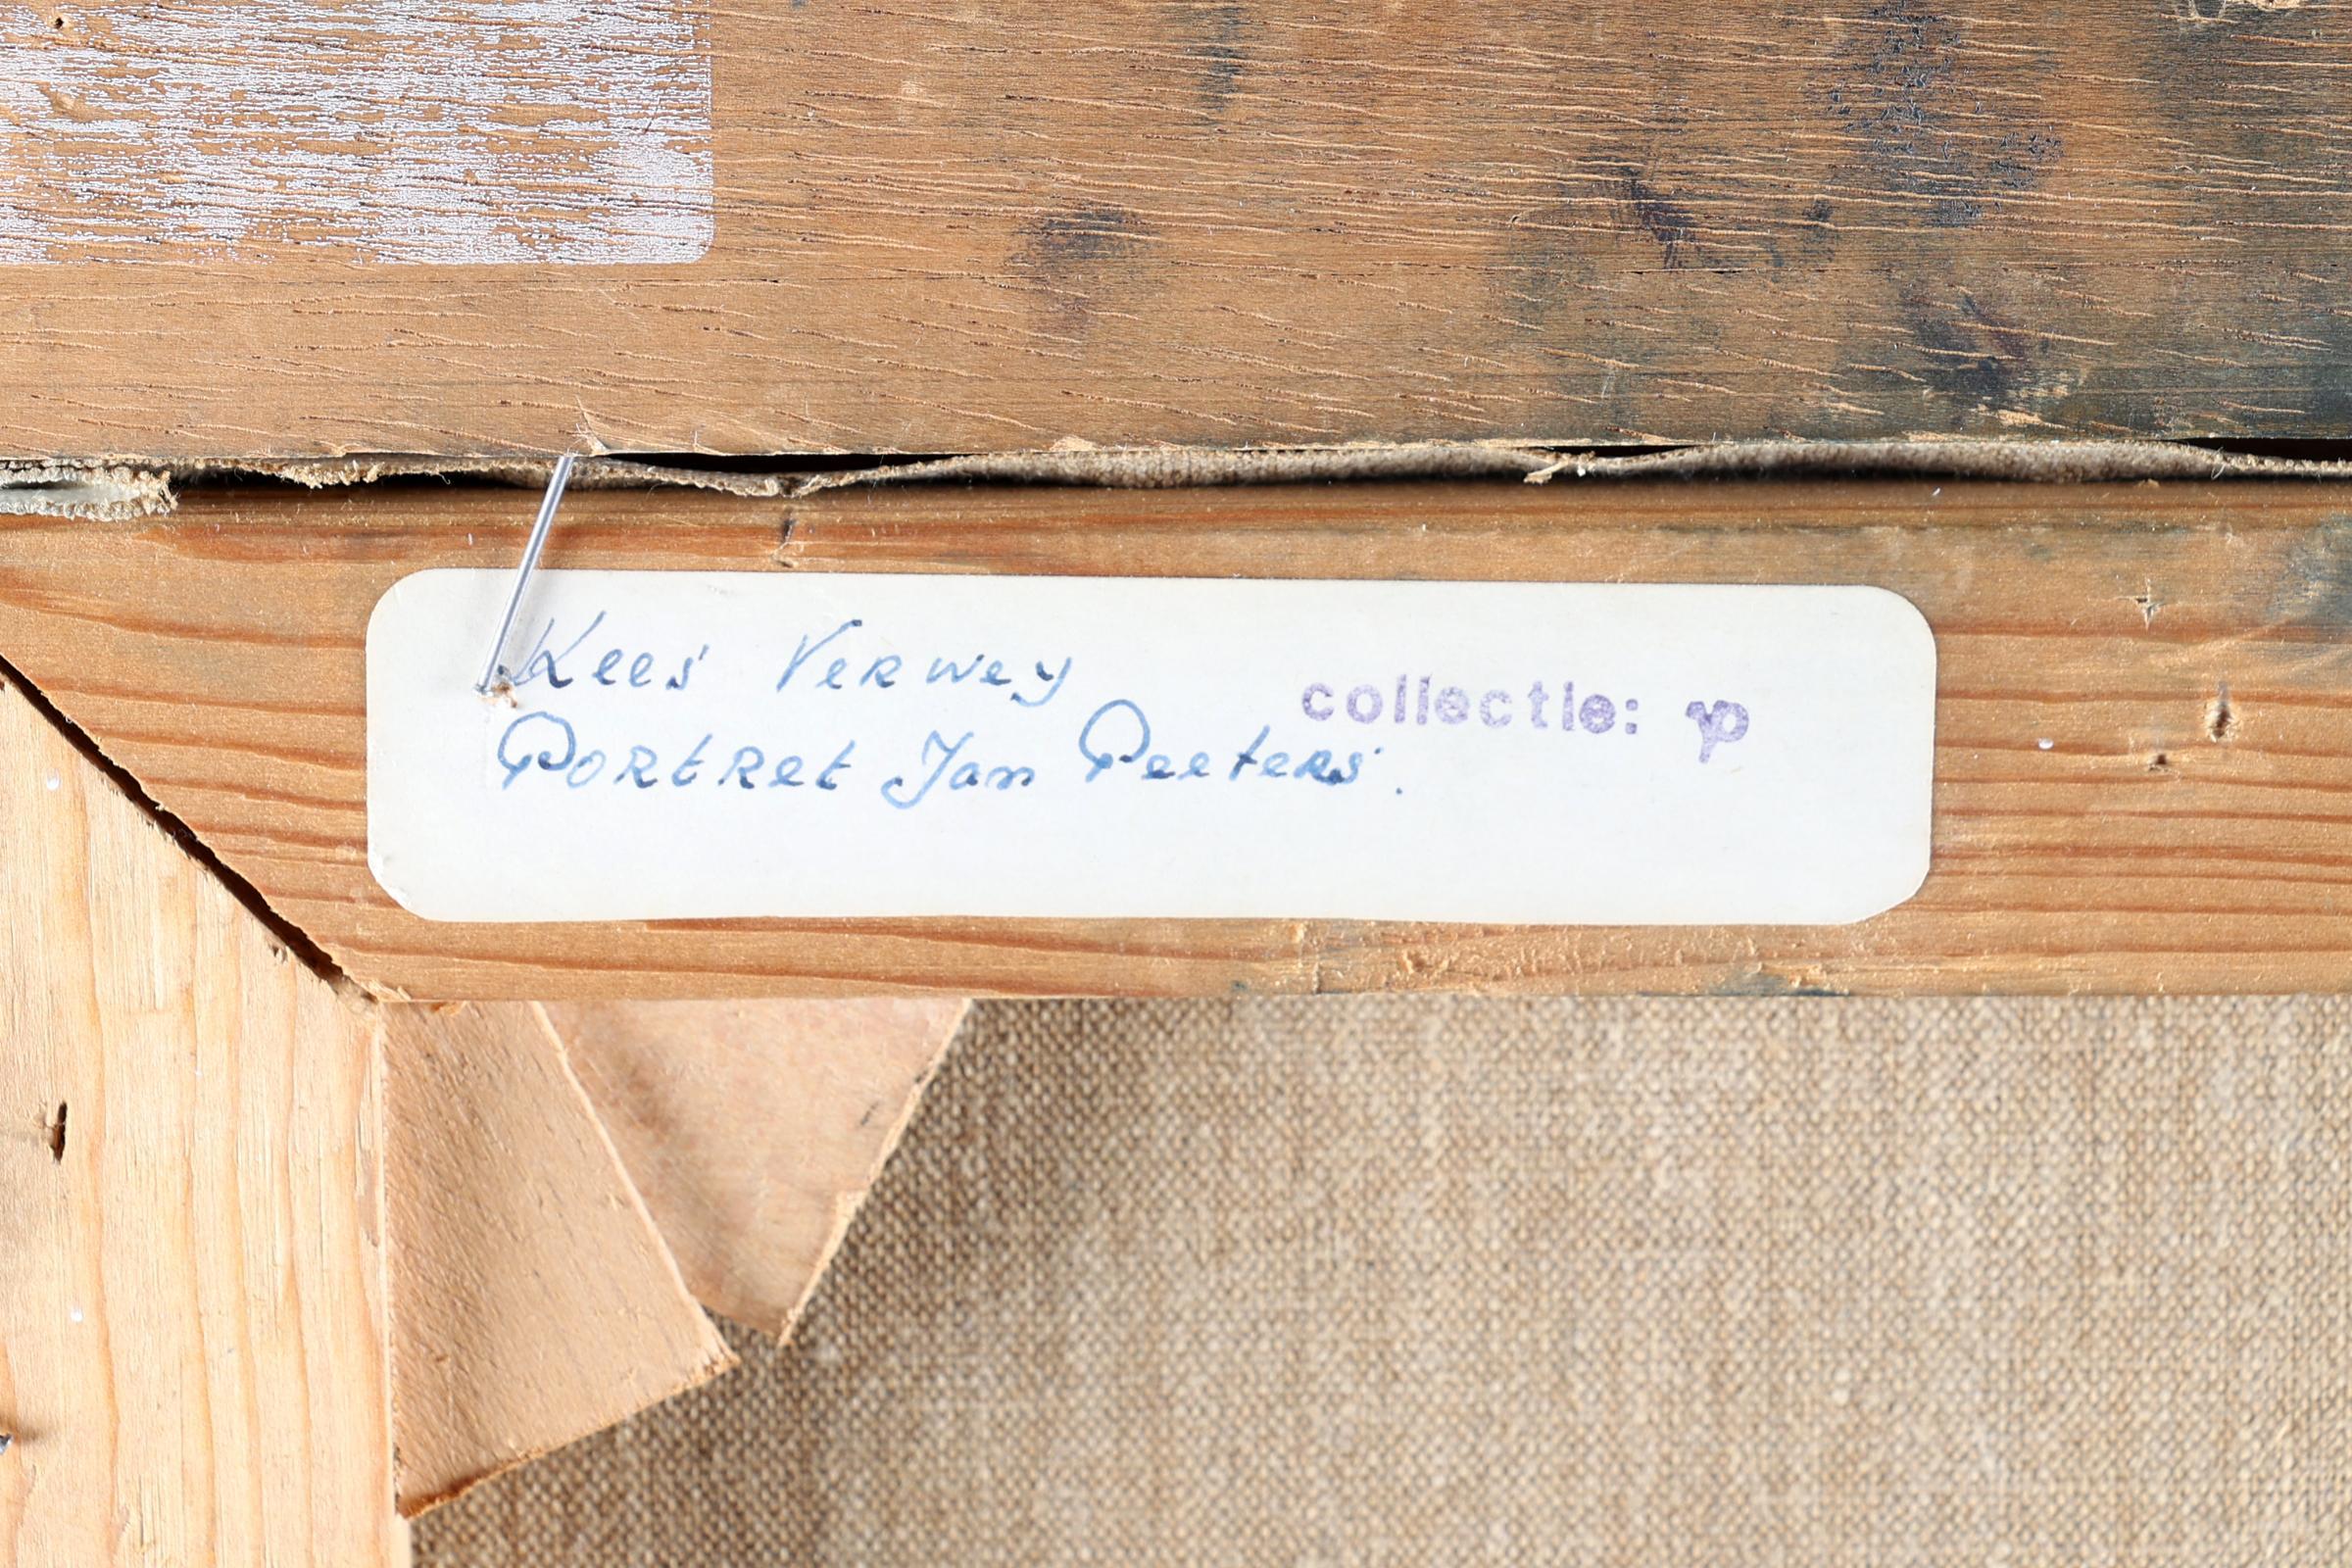 Kees Verwey
collectie:
Portret Jan Peeters.